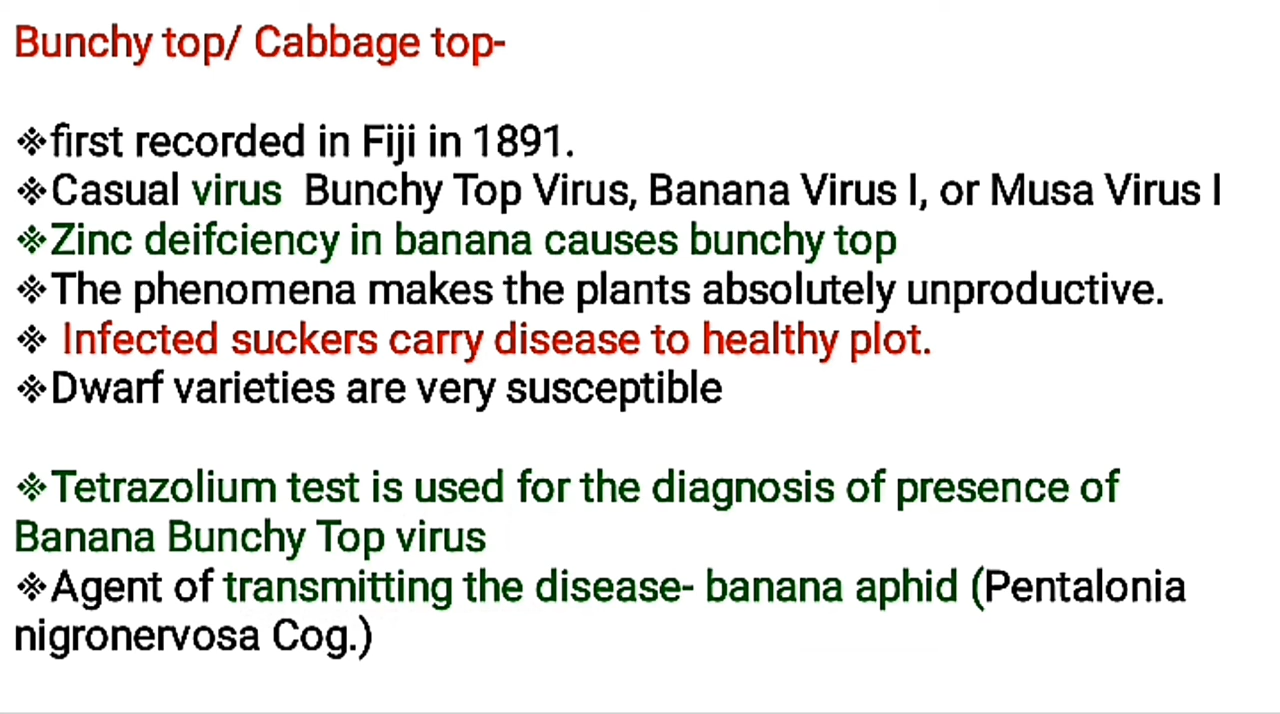 Bunchy top/ Cabbage top-
❖first recorded in Fiji in 1891.
❖Casual virus Bunchy Top Virus, Banana Virus I, or Musa Virus I
❖Zinc deifciency in banana causes bunchy top
❖The phenomena makes the plants absolutely unproductive.
❖ Infected suckers carry disease to healthy plot.
❖Dwarf varieties are very susceptible
❖Tetrazolium test is used for the diagnosis of presence of
Banana Bunchy Top virus
❖Agent of transmitting the disease- banana aphid (Pentalonia
nigronervosa Cog.)